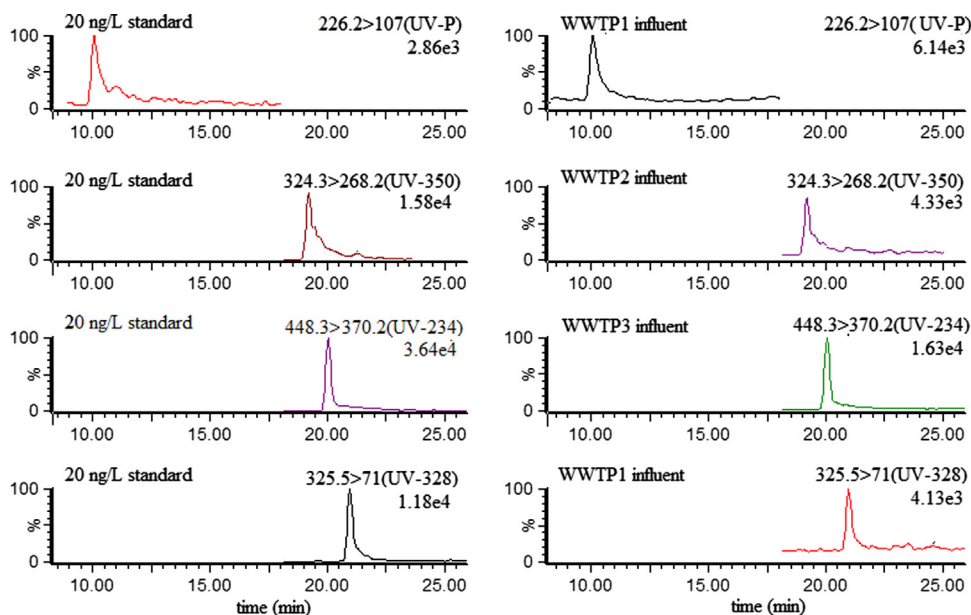 20 ng/L standard
226.2>107(UV-P)
2.86e3
100
%
0
10.00 15.00 20.00 25.00
WWTP1 influent
226.2>107(UV-P)
6.14e3
100
%
0
10.00 15.00 20.00 25.00
20 ng/L standard
324.3>268.2(UV-350)
1.58e4
100
%
0
10.00 15.00 20.00 25.00
WWTP2 influent
324.3>268.2(UV-350)
4.33e3
100
%
0
10.00 15.00 20.00 25.00
20 ng/L standard
448.3>370.2(UV-234)
3.64e4
100
%
0
10.00 15.00 20.00 25.00
WWTP3 influent
448.3>370.2(UV-234)
1.63e4
100
%
0
10.00 15.00 20.00 25.00
20 ng/L standard
325.5>71(UV-328)
1.18e4
100
%
0
10.00 15.00 20.00 25.00
time (min)
WWTP1 influent
325.5>71(UV-328)
4.13e3
100
%
0
10.00 15.00 20.00 25.00
time (min)